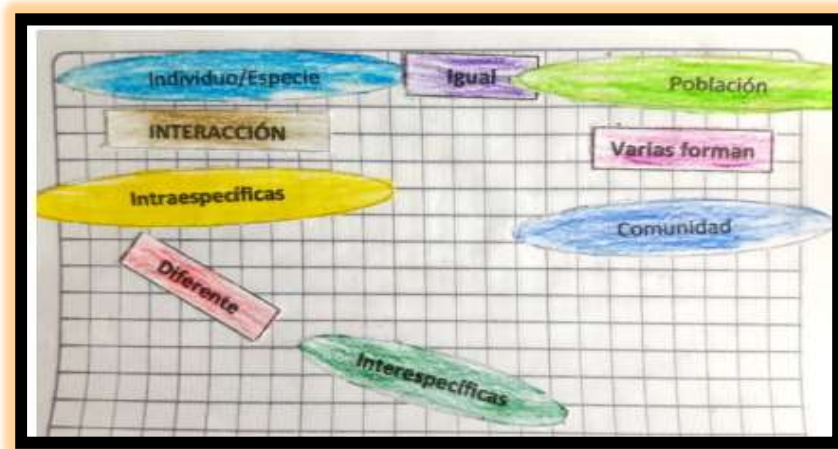 Individuo/Especie
Igual
Población
INTERACCIÓN
Varias forman
Intraespecíficas
Comunidad
Diferente
Interespecíficas